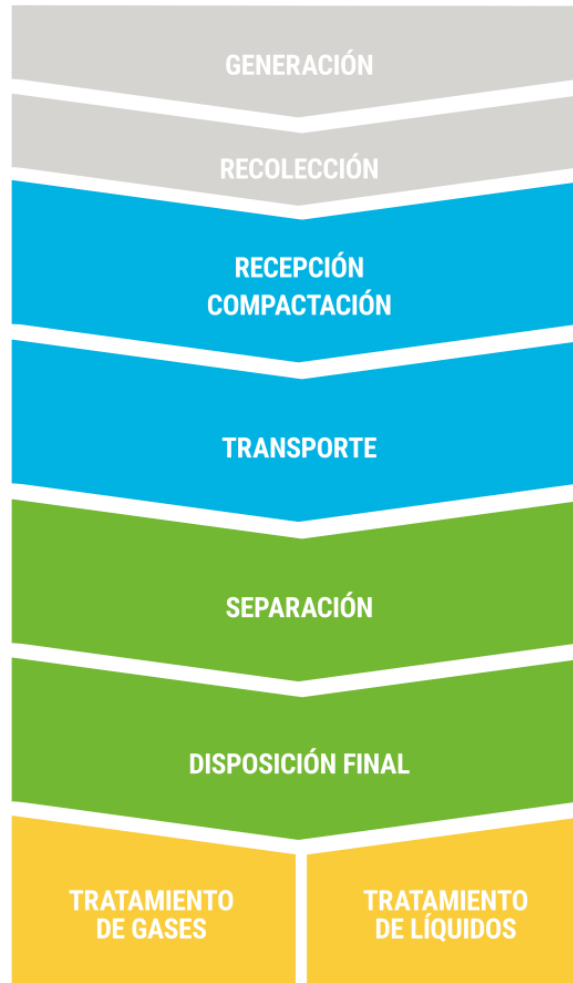 GENERACIÓN
RECOLECCIÓN
RECEPCIÓN
COMPACTACIÓN
TRANSPORTE
SEPARACIÓN
DISPOSICIÓN FINAL
TRATAMIENTO
DE GASES
TRATAMIENTO
DE LÍQUIDOS